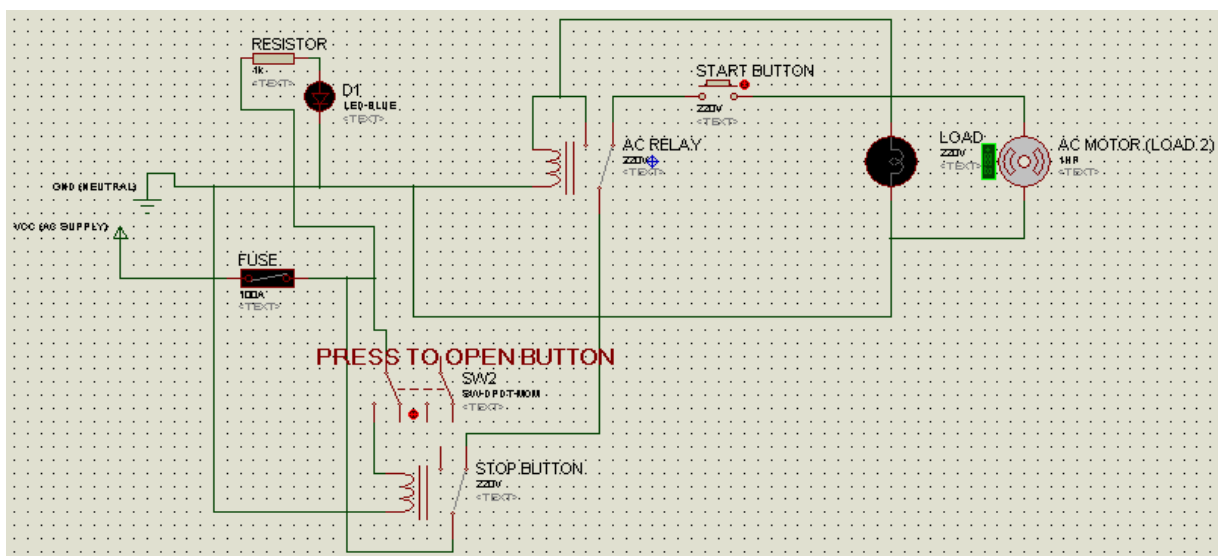 RESISTOR
1k
<TEXT>
D1
LED-BLUE
<TEXT>
START BUTTON
220V
<TEXT>
AC RELAY
220V
<TEXT>
LOAD
220V
<TEXT>
AC MOTOR (LOAD 2)
1HP
<TEXT>
GND (NEUTRAL)
VCC (AC SUPPLY)
FUSE
100A
<TEXT>
PRESS TO OPEN BUTTON
SW2
SW-DPDT-MOM
<TEXT>
STOP BUTTON
220V
<TEXT>